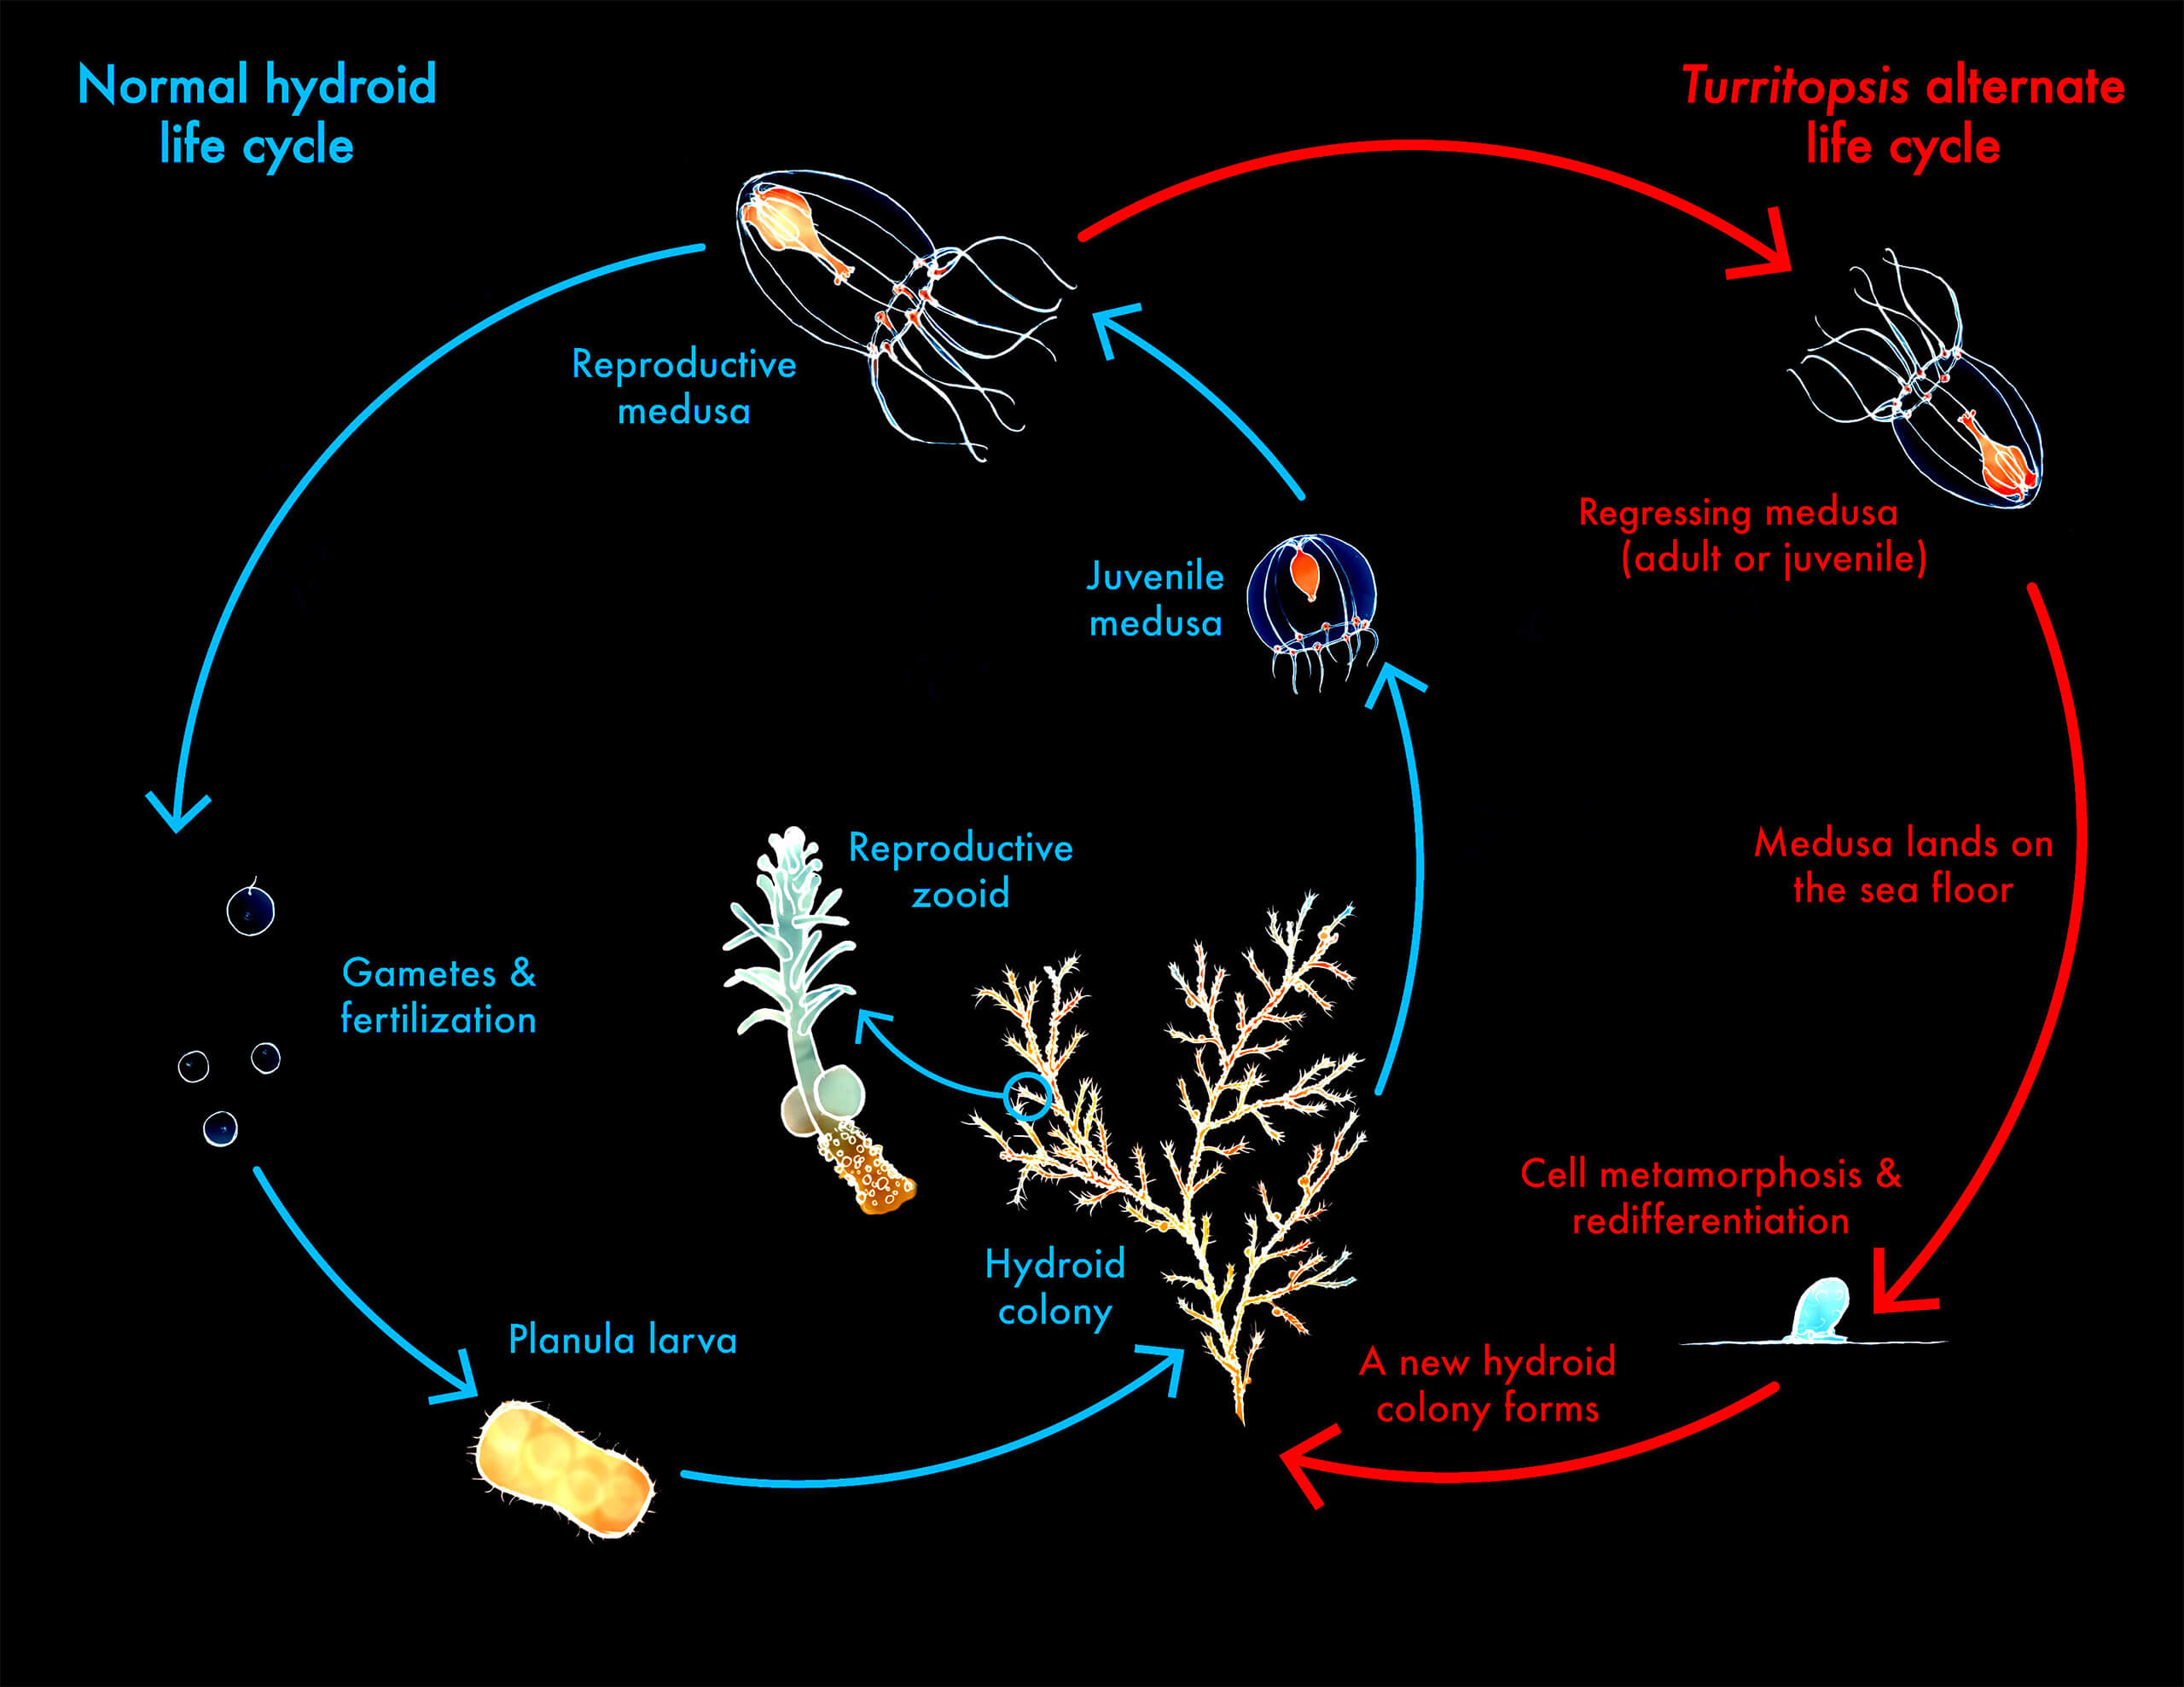 Normal hydroid
life cycle
Turritopsis alternate
life cycle
Reproductive
medusa
Regressing medusa
(adult or juvenile)
Juvenile
medusa
Medusa lands on
the sea floor
Reproductive
zooid
Gametes &
fertilization
Cell metamorphosis &
redifferentiation
Hydroid
colony
Planula larva
A new hydroid
colony forms